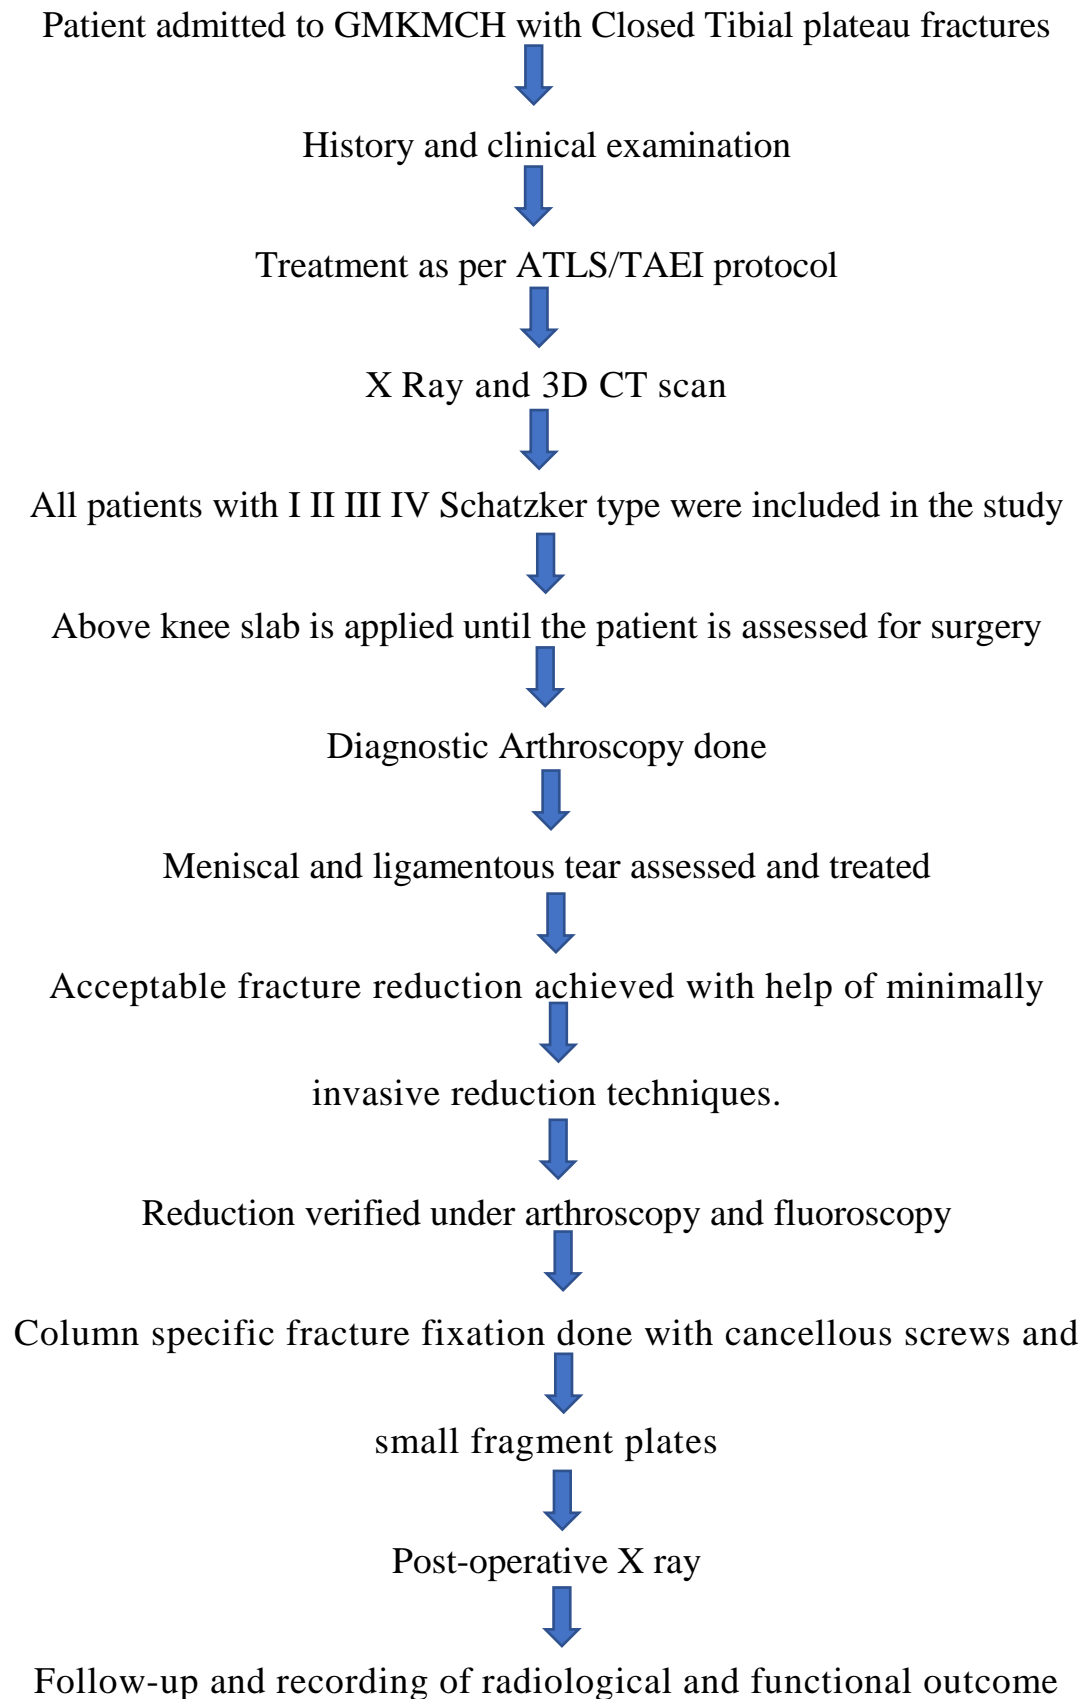 Patient admitted to GMKMCH with Closed Tibial plateau fractures
History and clinical examination
Treatment as per ATLS/TAEI protocol
X Ray and 3D CT scan
All patients with I II III IV Schatzker type were included in the study
Above knee slab is applied until the patient is assessed for surgery
Diagnostic Arthroscopy done
Meniscal and ligamentous tear assessed and treated
Acceptable fracture reduction achieved with help of minimally
invasive reduction techniques.
Reduction verified under arthroscopy and fluoroscopy
Column specific fracture fixation done with cancellous screws and
small fragment plates
Post-operative X ray
Follow-up and recording of radiological and functional outcome